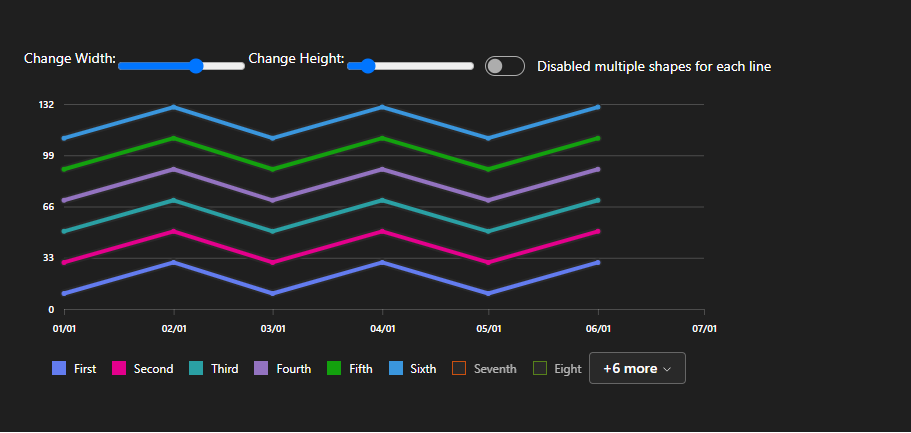 Change Width: Change Height: Disabled multiple shapes for each line
132
99
66
33
0
01/01 02/01 03/01 04/01 05/01 06/01 07/01
First Second Third Fourth Fifth Sixth Seventh Eight +6 more